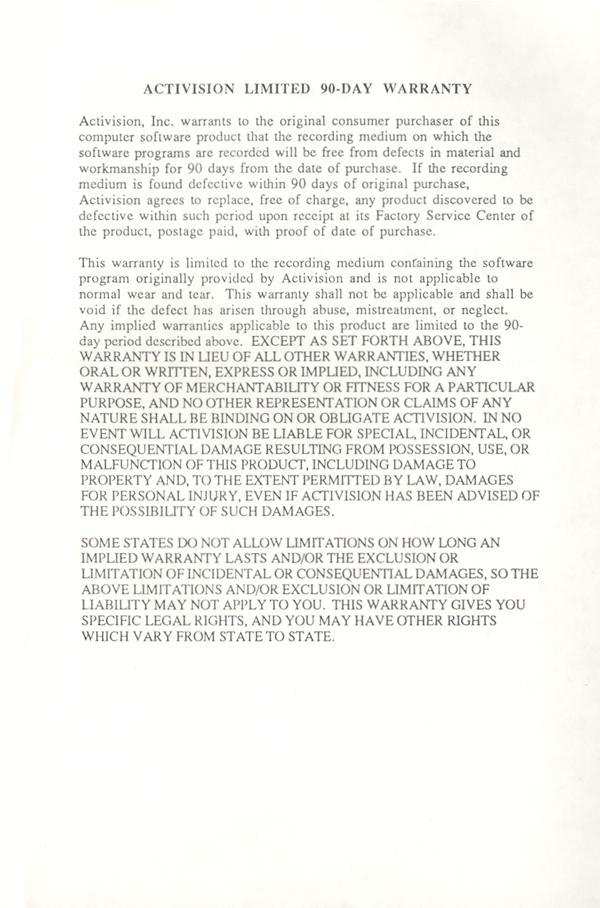 ACTIVISION LIMITED 90-DAY WARRANTY
Activision, Inc. warrants to the original consumer purchaser of this
computer software product that the recording medium on which the
software programs are recorded will be free from defects in material and
workmanship for 90 days from the date of purchase. If the recording
medium is found defective within 90 days of original purchase,
Activision agrees to replace, free of charge, any product discovered to be
defective within such period upon receipt at its Factory Service Center of
the product, postage paid, with proof of date of purchase.
This warranty is limited to the recording medium containing the software
program originally provided by Activision and is not applicable to
normal wear and tear. This warranty shall not be applicable and shall be
void if the defect has arisen through abuse, mistreatment, or neglect.
Any implied warranties applicable to this product are limited to the 90-
day period described above. EXCEPT AS SET FORTH ABOVE, THIS
WARRANTY IS IN LIEU OF ALL OTHER WARRANTIES, WHETHER
ORAL OR WRITTEN, EXPRESS OR IMPLIED, INCLUDING ANY
WARRANTY OF MERCHANTABILITY OR FITNESS FOR A PARTICULAR
PURPOSE, AND NO OTHER REPRESENTATION OR CLAIMS OF ANY
NATURE SHALL BE BINDING ON OR OBLIGATE ACTIVISION. IN NO
EVENT WILL ACTIVISION BE LIABLE FOR SPECIAL, INCIDENTAL, OR
CONSEQUENTIAL DAMAGE RESULTING FROM POSSESSION, USE, OR
MALFUNCTION OF THIS PRODUCT, INCLUDING DAMAGE TO
PROPERTY AND, TO THE EXTENT PERMITTED BY LAW, DAMAGES
FOR PERSONAL INJURY, EVEN IF ACTIVISION HAS BEEN ADVISED OF
THE POSSIBILITY OF SUCH DAMAGES.
SOME STATES DO NOT ALLOW LIMITATIONS ON HOW LONG AN
IMPLIED WARRANTY LASTS AND/OR THE EXCLUSION OR
LIMITATION OF INCIDENTAL OR CONSEQUENTIAL DAMAGES, SO THE
ABOVE LIMITATIONS AND/OR EXCLUSION OR LIMITATION OF
LIABILITY MAY NOT APPLY TO YOU. THIS WARRANTY GIVES YOU
SPECIFIC LEGAL RIGHTS, AND YOU MAY HAVE OTHER RIGHTS
WHICH VARY FROM STATE TO STATE.